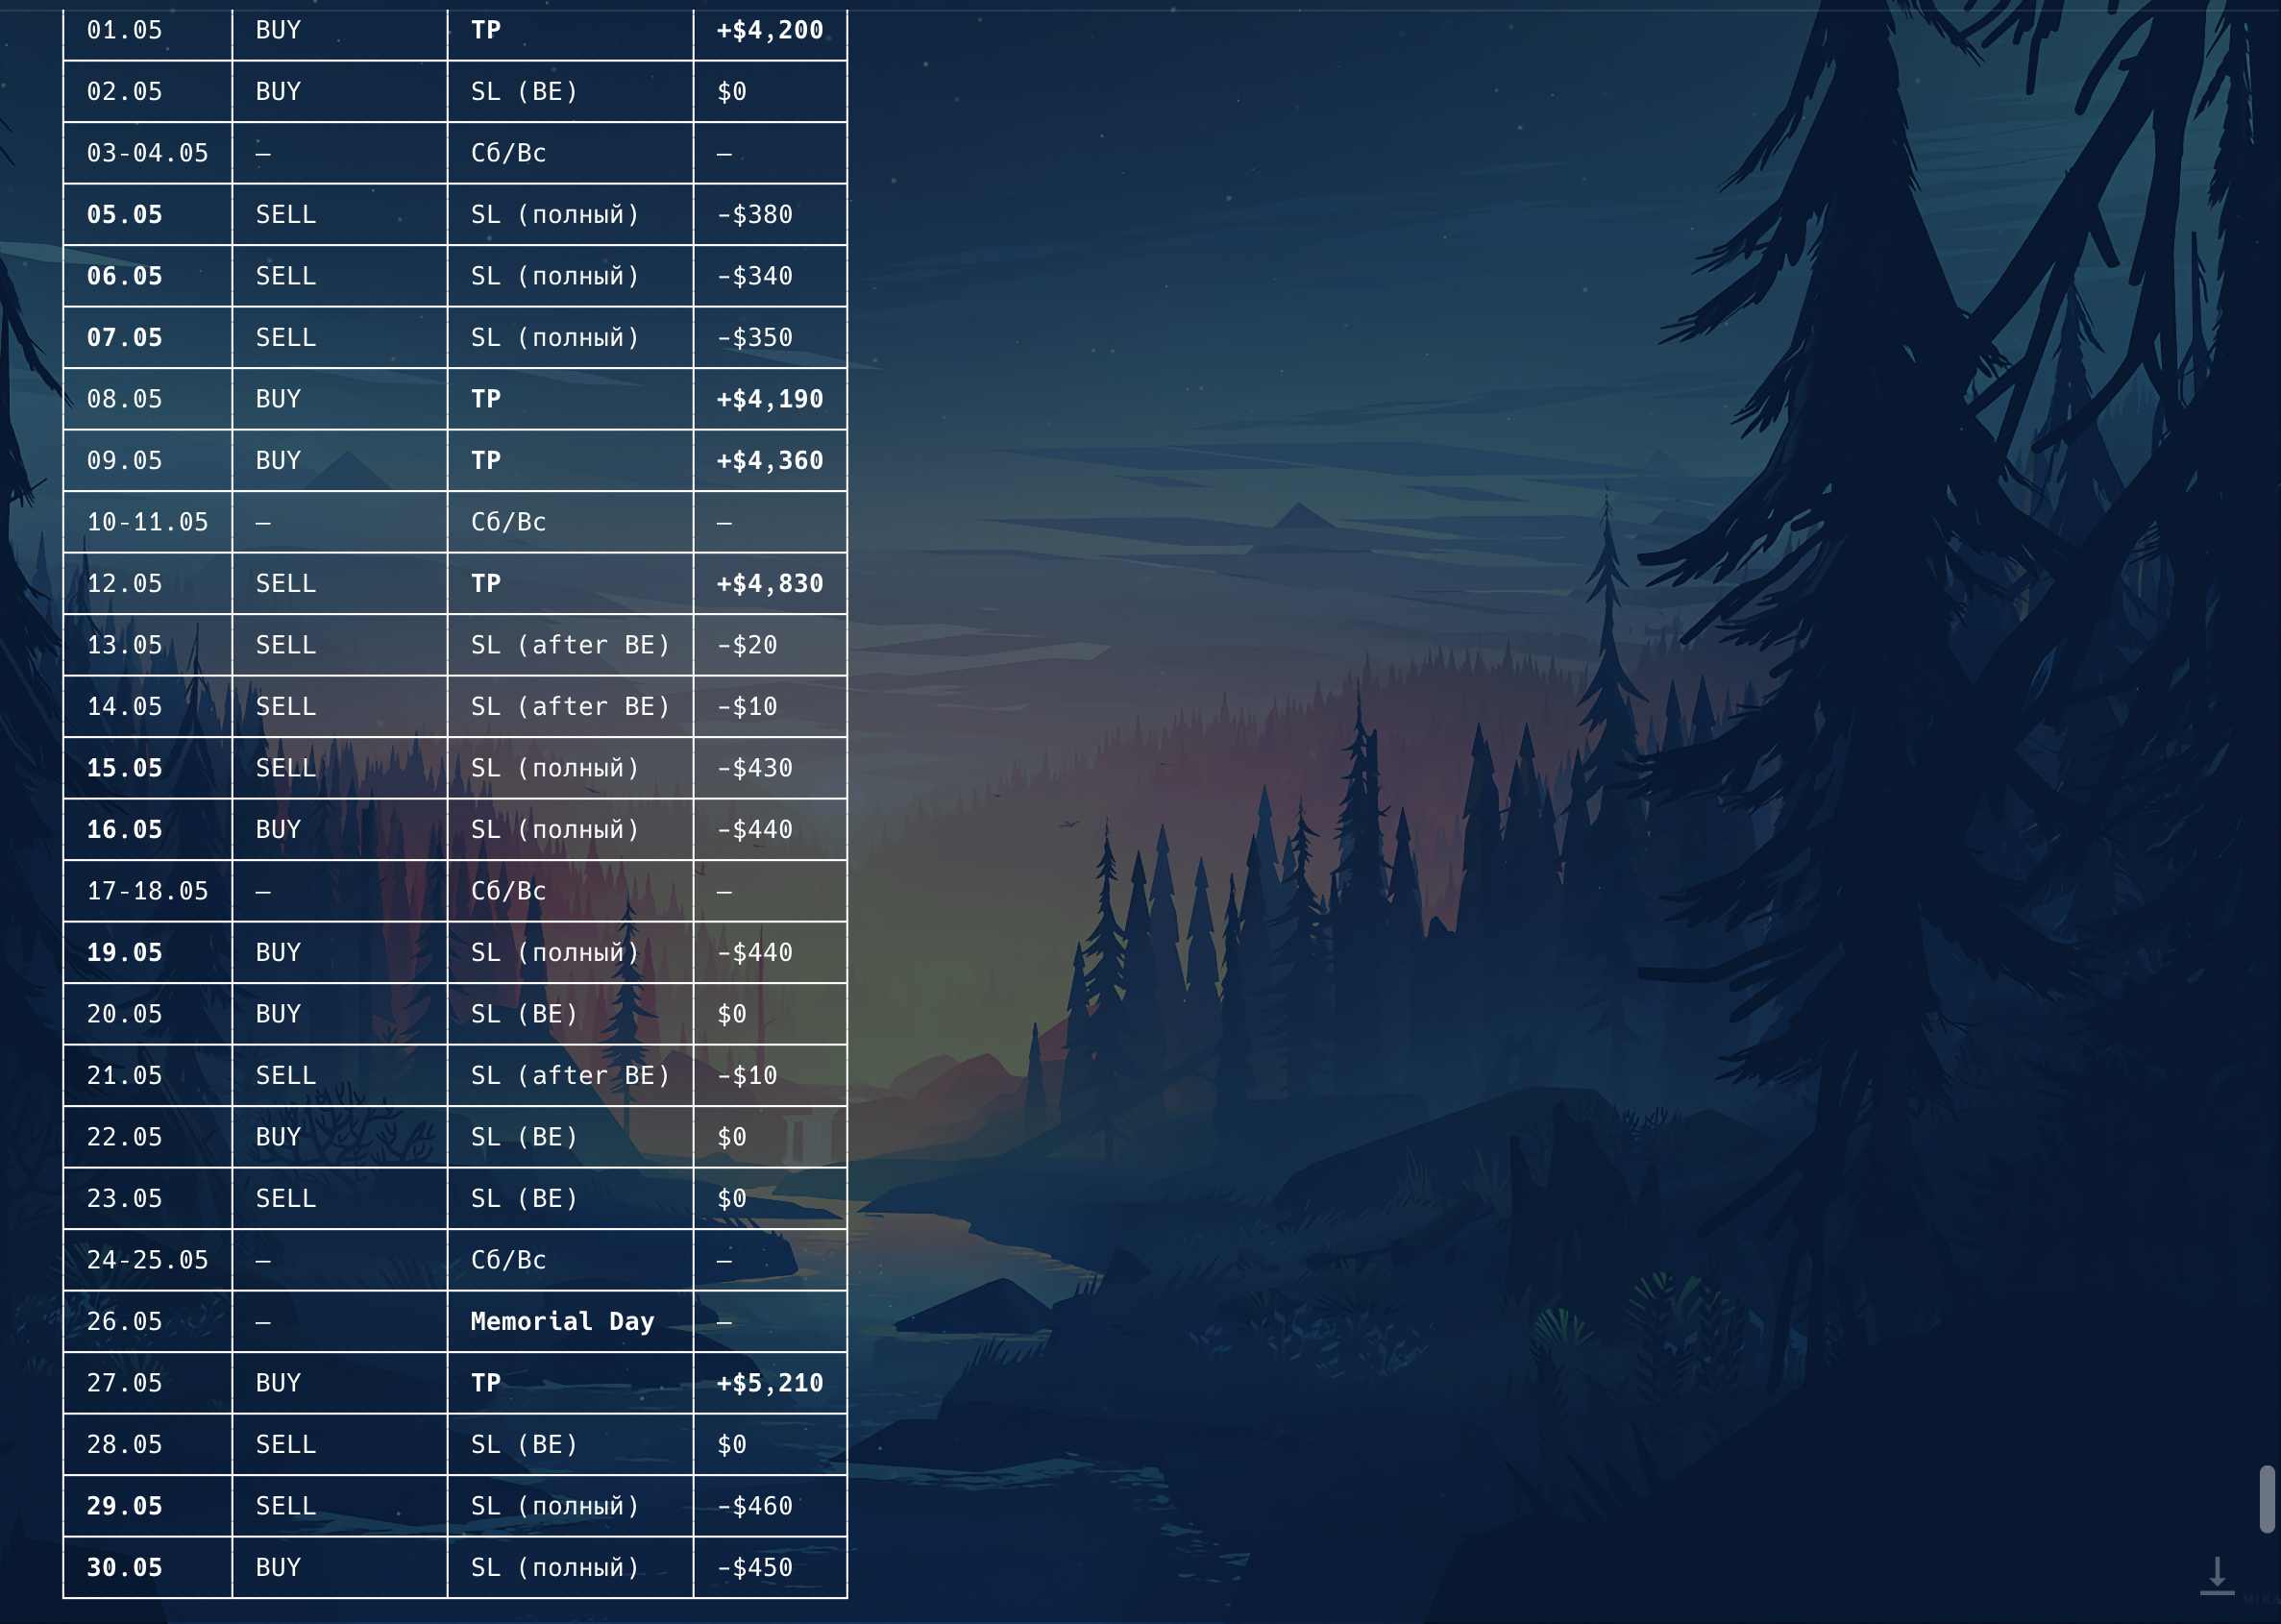 01.05 BUY TP +$4,200
02.05 BUY SL (BE) $0
03-04.05 — Сб/Вс —
05.05 SELL SL (полный) -$380
06.05 SELL SL (полный) -$340
07.05 SELL SL (полный) -$350
08.05 BUY TP +$4,190
09.05 BUY TP +$4,360
10-11.05 — Сб/Вс —
12.05 SELL TP +$4,830
13.05 SELL SL (after BE) -$20
14.05 SELL SL (after BE) -$10
15.05 SELL SL (полный) -$430
16.05 BUY SL (полный) -$440
17-18.05 — Сб/Вс —
19.05 BUY SL (полный) -$440
20.05 BUY SL (BE) $0
21.05 SELL SL (after BE) -$10
22.05 BUY SL (BE) $0
23.05 SELL SL (BE) $0
24-25.05 — Сб/Вс —
26.05 — Memorial Day —
27.05 BUY TP +$5,210
28.05 SELL SL (BE) $0
29.05 SELL SL (полный) -$460
30.05 BUY SL (полный) -$450